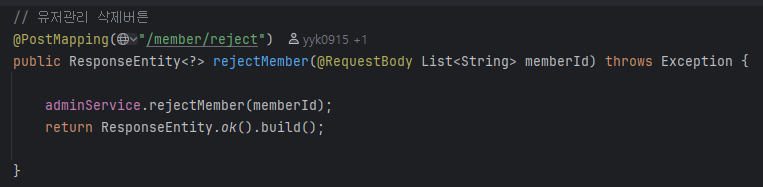 // 유저관리 삭제버튼
@PostMapping("/member/reject") yyk0915 +1
public ResponseEntity<?> rejectMember(@RequestBody List<String> memberId) throws Exception {
adminService.rejectMember(memberId);
return ResponseEntity.ok().build();
}